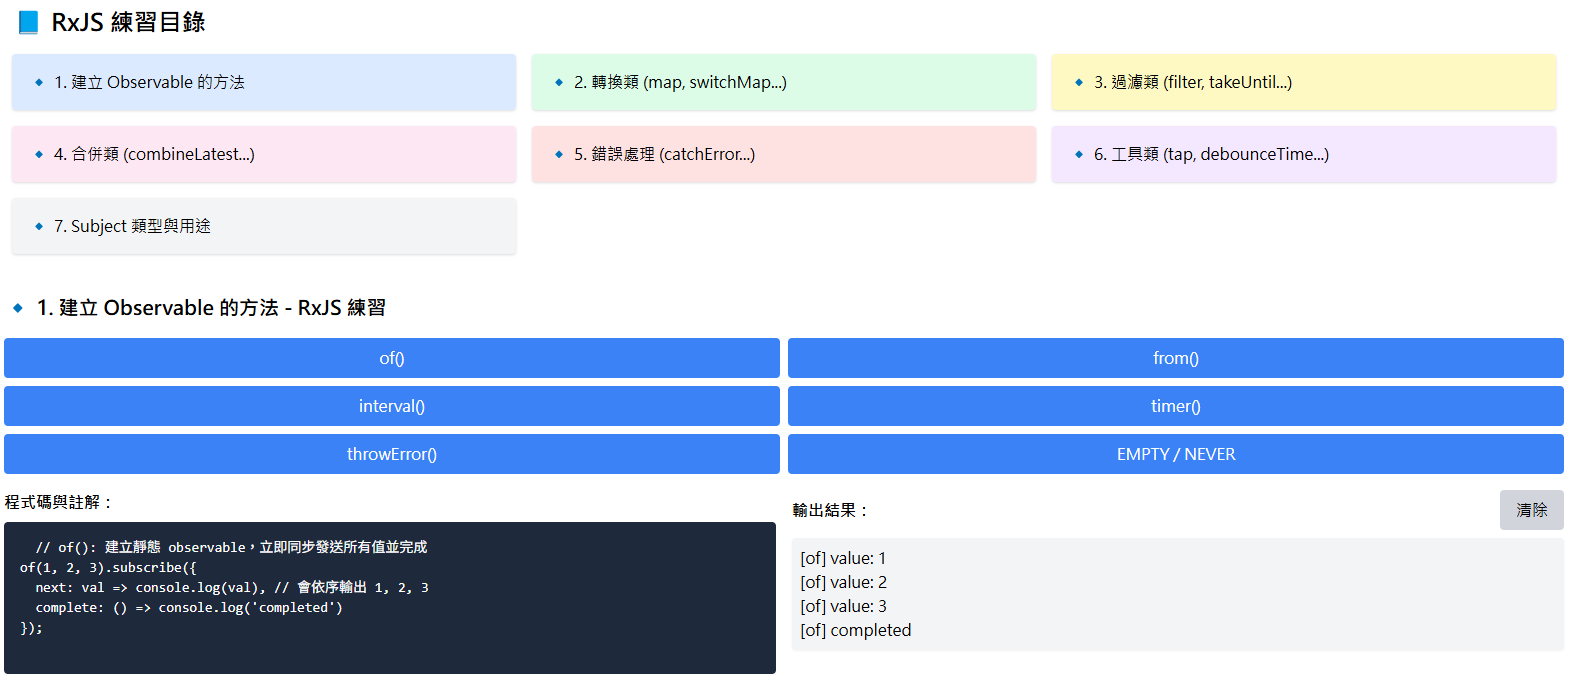 RxJS 練習目錄
1. 建立 Observable 的方法
2. 轉換類 (map, switchMap...)
3. 過濾類 (filter, takeUntil...)
4. 合併類 (combineLatest...)
5. 錯誤處理 (catchError...)
6. 工具類 (tap, debounceTime...)
7. Subject 類型與用途
1. 建立 Observable 的方法 - RxJS 練習
of()
from()
interval()
timer()
throwError()
EMPTY / NEVER
程式碼與註解：
// of(): 建立靜態 observable，立即同步發送所有值並完成
of(1, 2, 3).subscribe({
next: val => console.log(val), // 會依序輸出 1, 2, 3
complete: () => console.log('completed')
});
輸出結果：
清除
[of] value: 1
[of] value: 2
[of] value: 3
[of] completed